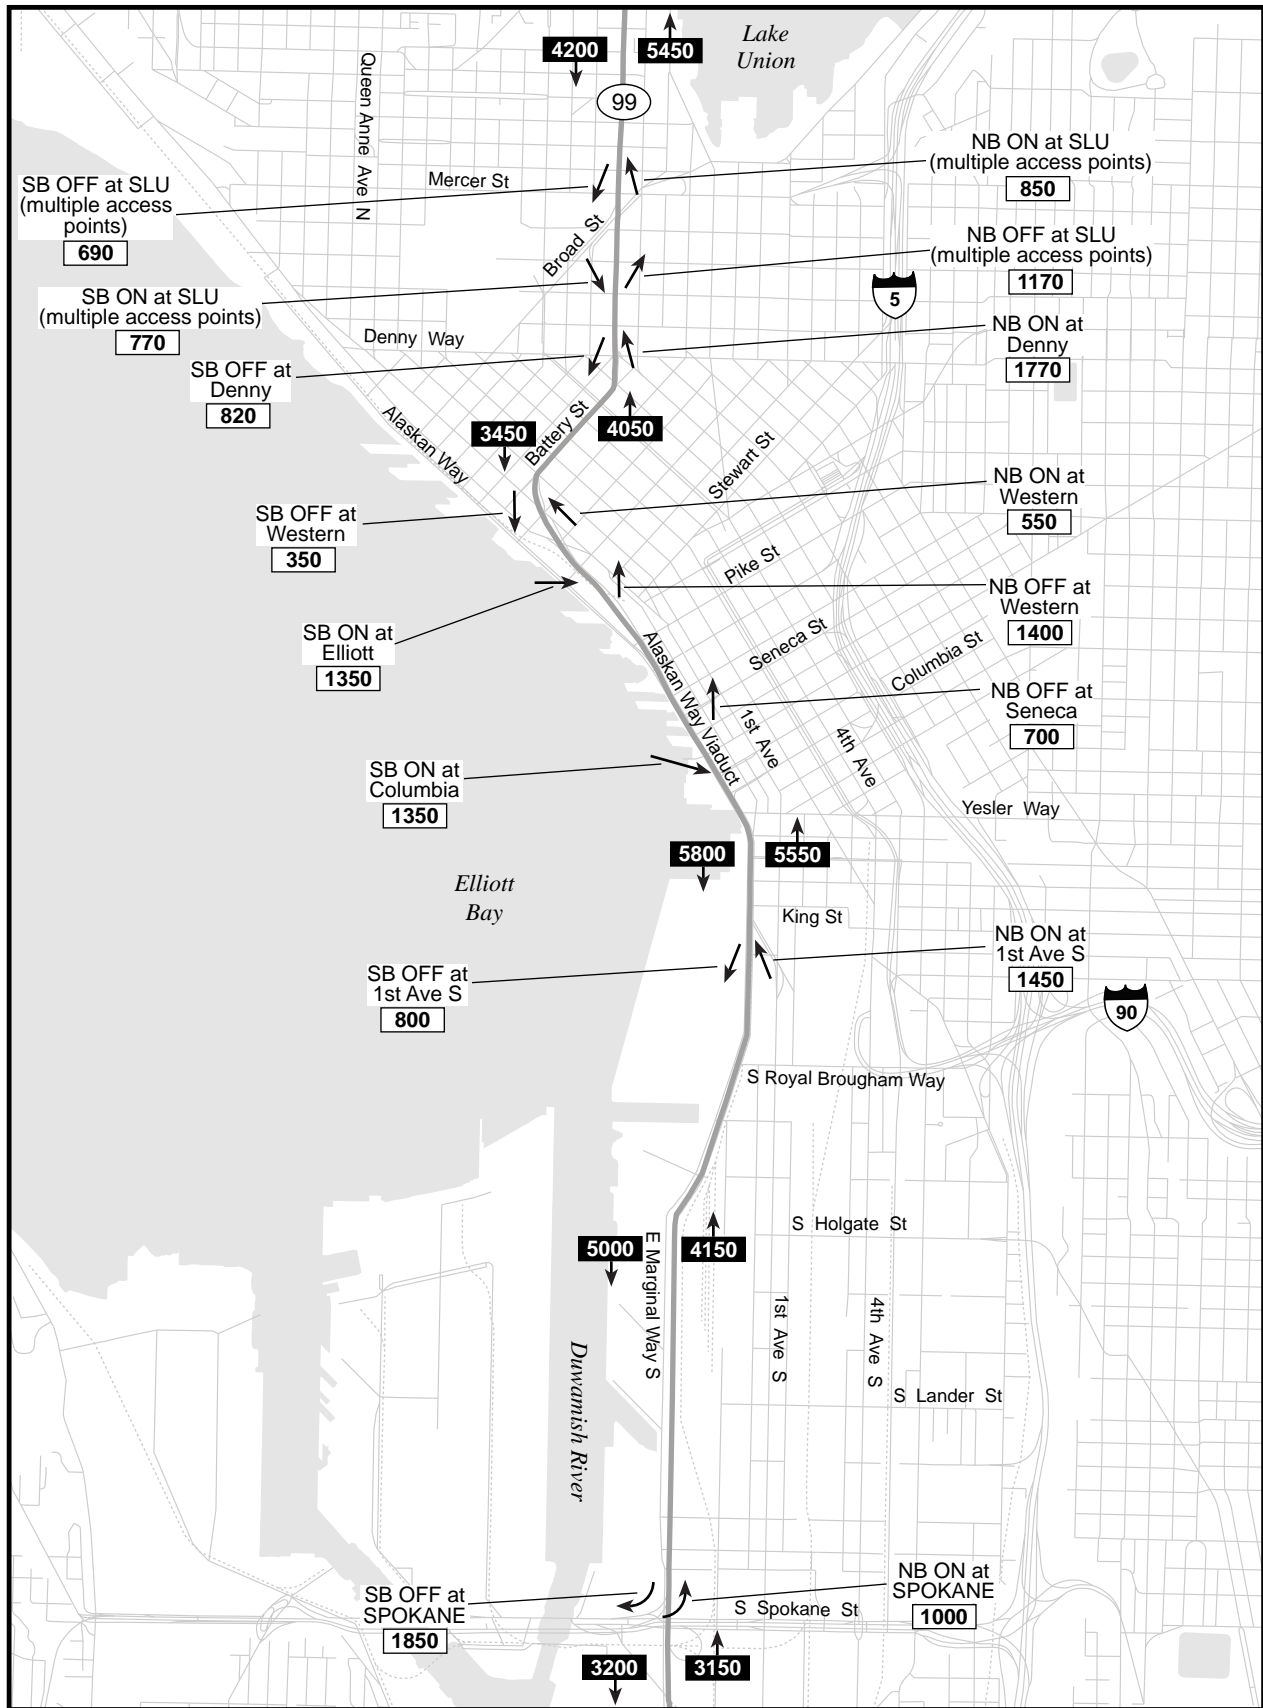 Lake
Union
4200
5450
99
Queen Anne Ave N
Mercer St
Broad St
SB OFF at SLU
(multiple access
points)
690
NB ON at SLU
(multiple access points)
850
NB OFF at SLU
(multiple access points)
1170
5
SB ON at SLU
(multiple access points)
770
Denny Way
NB ON at
Denny
1770
SB OFF at
Denny
820
Alaskan Way
3450
Battery St
4050
Stewart St
NB ON at
Western
550
SB OFF at
Western
350
Pike St
NB OFF at
Western
1400
SB ON at
Elliott
1350
Alaskan Way Viaduct
Seneca St
Columbia St
NB OFF at
Seneca
700
1st Ave
4th Ave
SB ON at
Columbia
1350
Yesler Way
5800
5550
Elliott
Bay
King St
NB ON at
1st Ave S
1450
SB OFF at
1st Ave S
800
90
S Royal Brougham Way
S Holgate St
5000
4150
E Marginal Way S
1st Ave S
4th Ave S
Duwamish River
S Lander St
SB OFF at
SPOKANE
1850
NB ON at
SPOKANE
1000
S Spokane St
3200
3150